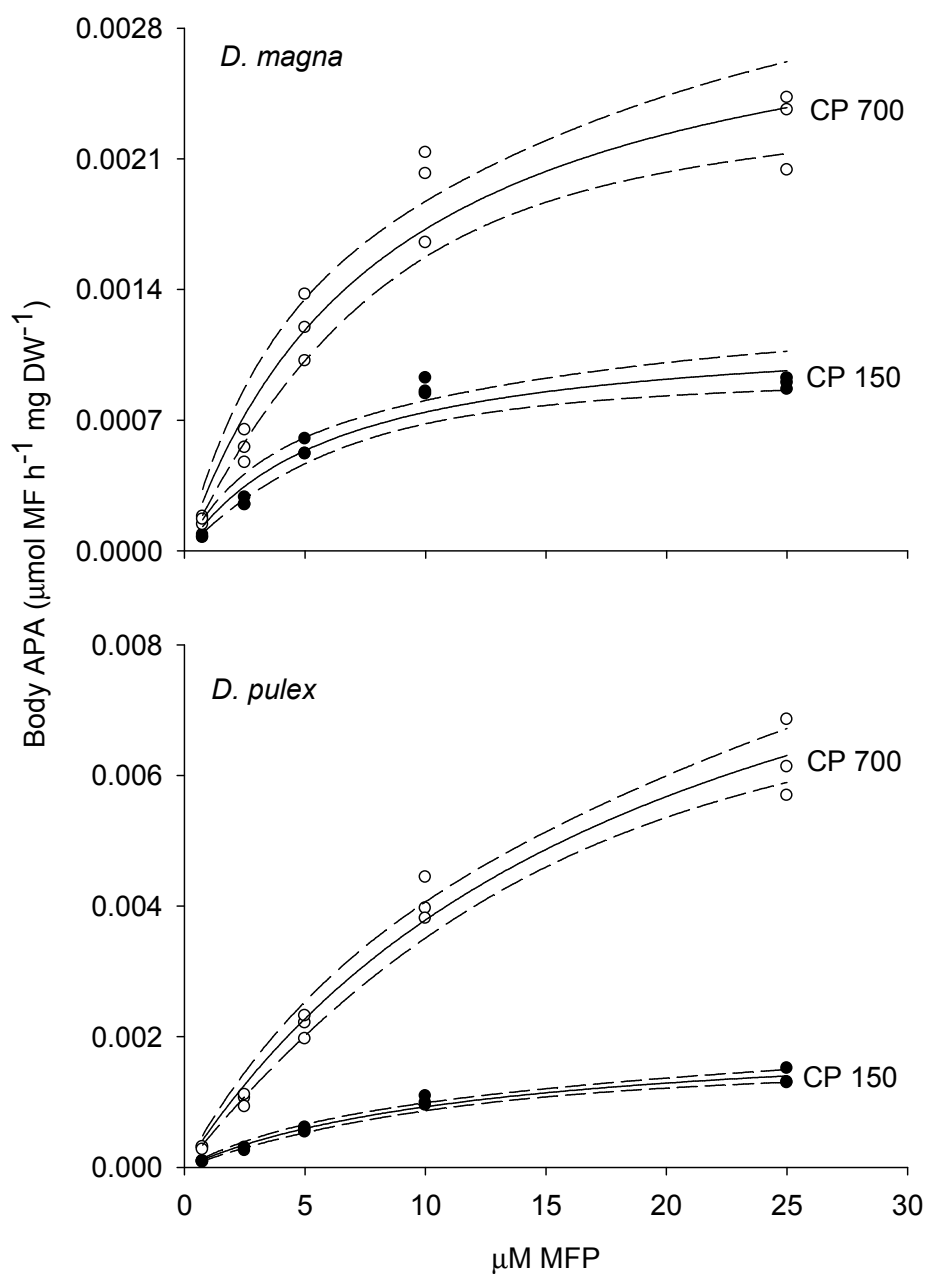 0.0028
D. magna
CP 700
0.0021
0.0014
CP 150
0.0007
0.0000
Body APA (μmol MF h⁻¹ mg DW⁻¹)
0.008
D. pulex
CP 700
0.006
0.004
0.002
CP 150
0.000
0 5 10 15 20 25 30
μM MFP